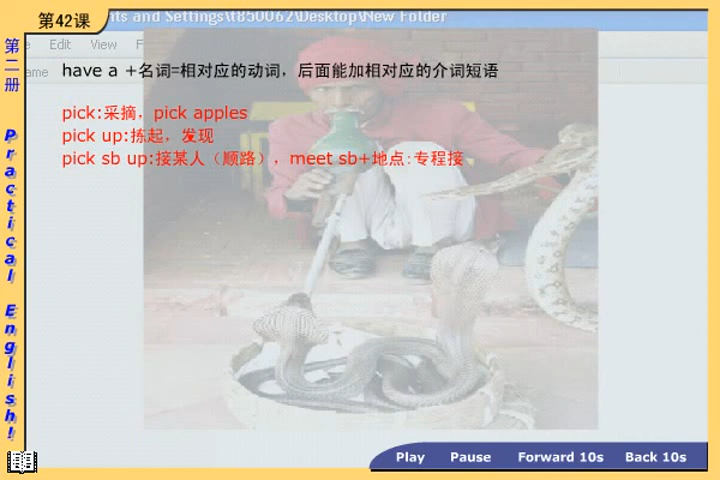 第42课
nts and Settings\t850062\Desktop\New Folder
Edit View F
ame
第二册
Practical English!
have a +名词=相对应的动词，后面能加相对应的介词短语
pick:采摘，pick apples
pick up:拣起，发现
pick sb up:接某人（顺路），meet sb+地点:专程接
Play Pause Forward 10s Back 10s